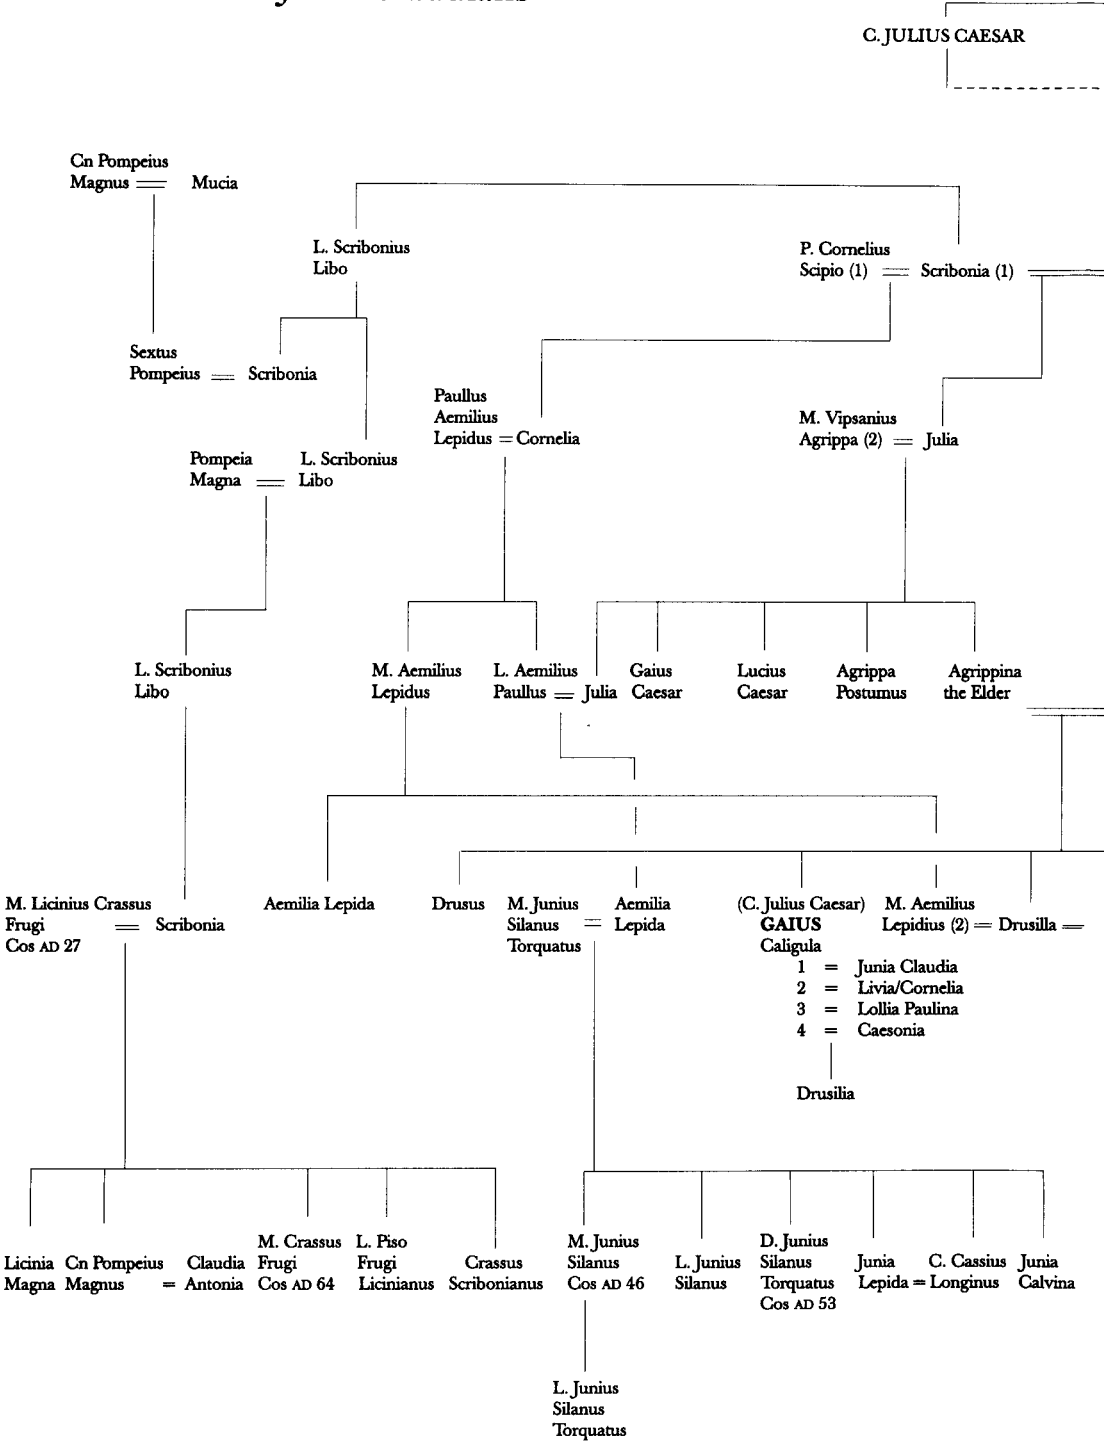 C. JULIUS CAESAR
Cn Pompeius
Magnus = Mucia
L. Scribonius
Libo
P. Cornelius
Scipio (1) = Scribonia (1) =
Sextus
Pompeius = Scribonia
Paullus
Aemilius
Lepidus = Cornelia
M. Vipsanius
Agrippa (2) = Julia
Pompeia
Magna = L. Scribonius
Libo
L. Scribonius
Libo
M. Aemilius
Lepidus
L. Aemilius
Paullus = Julia
Gaius
Caesar
Lucius
Caesar
Agrippa
Postumus
Agrippina
the Elder
=
M. Licinius Crassus
Frugi = Scribonia
Cos AD 27
Aemilia Lepida
Drusus
M. Junius
Silanus =
Torquatus
Aemilia
Lepida
(C. Julius Caesar)
GAIUS
Caligula
1 = Junia Claudia
2 = Livia/Cornelia
3 = Lollia Paulina
4 = Caesonia
M. Aemilius
Lepidius (2) = Drusilla =
Drusilia
Licinia
Magna
Cn Pompeius
Magnus =
Claudia
Antonia
M. Crassus
Frugi
Cos AD 64
L. Piso
Frugi
Licinianus
Crassus
Scribonianus
M. Junius
Silanus
Cos AD 46
L. Junius
Silanus
D. Junius
Silanus
Torquatus
Cos AD 53
Junia
Lepida =
C. Cassius
Longinus
Junia
Calvina
L. Junius
Silanus
Torquatus